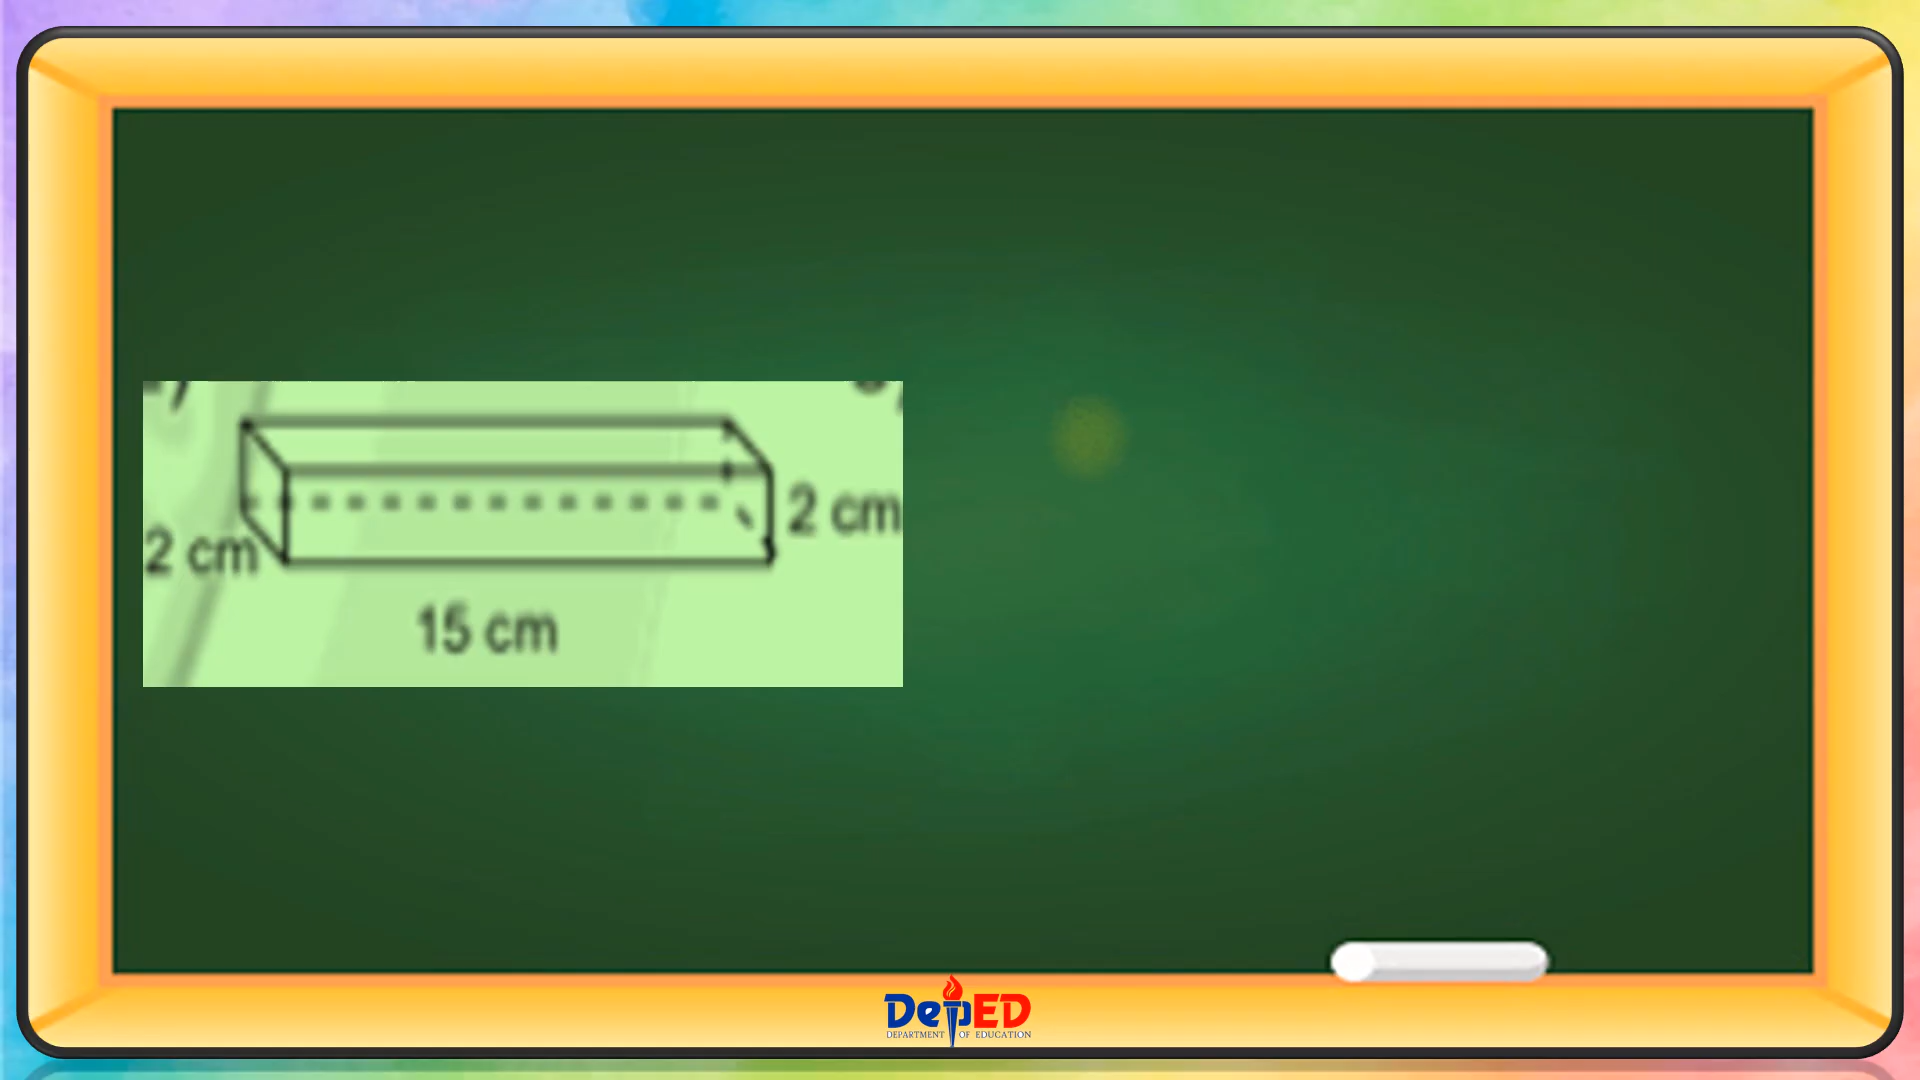 2 cm
2 cm
15 cm
DepED
DEPARTMENT OF EDUCATION